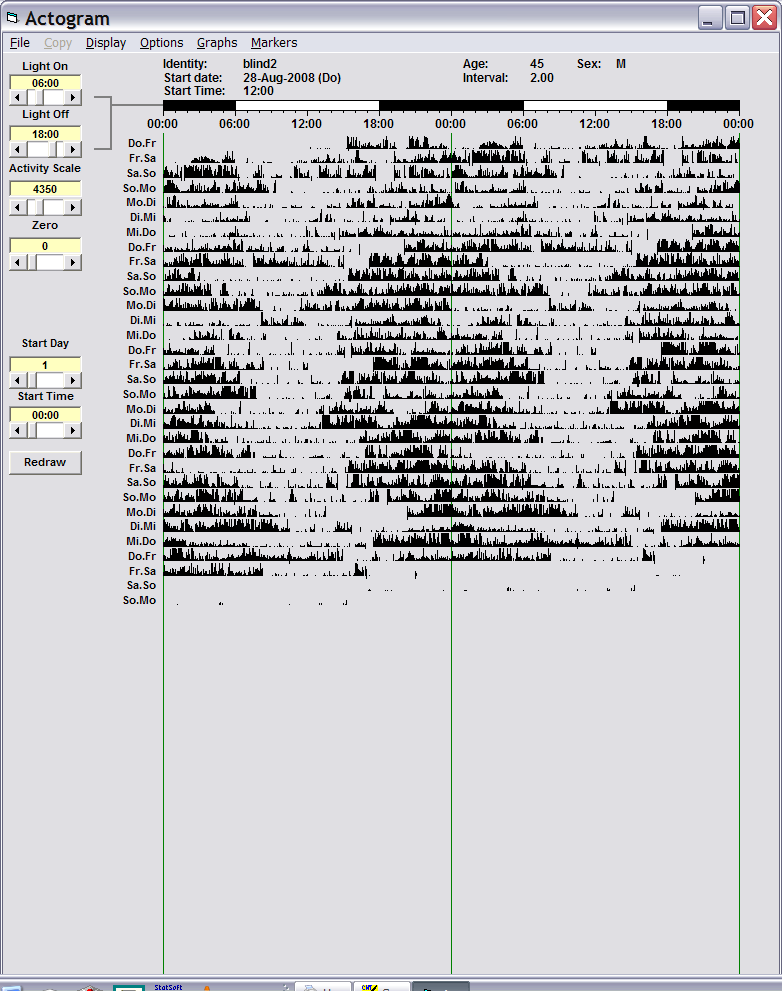 Actogram
File Copy Display Options Graphs Markers
Light On
06:00
Light Off
18:00
Activity Scale
4350
Zero
0
Start Day
1
Start Time
00:00
Redraw
Identity: blind2 Age: 45 Sex: M
Start date: 28-Aug-2008 (Do) Interval: 2.00
Start Time: 12:00
00:00 06:00 12:00 18:00 00:00 06:00 12:00 18:00 00:00
Do.Fr
Fr.Sa
Sa.So
So.Mo
Mo.Di
Di.Mi
Mi.Do
Do.Fr
Fr.Sa
Sa.So
So.Mo
Mo.Di
Di.Mi
Mi.Do
Do.Fr
Fr.Sa
Sa.So
So.Mo
Mo.Di
Di.Mi
Mi.Do
Do.Fr
Fr.Sa
Sa.So
So.Mo
Mo.Di
Di.Mi
Mi.Do
Do.Fr
Fr.Sa
Sa.So
So.Mo
StatSoft